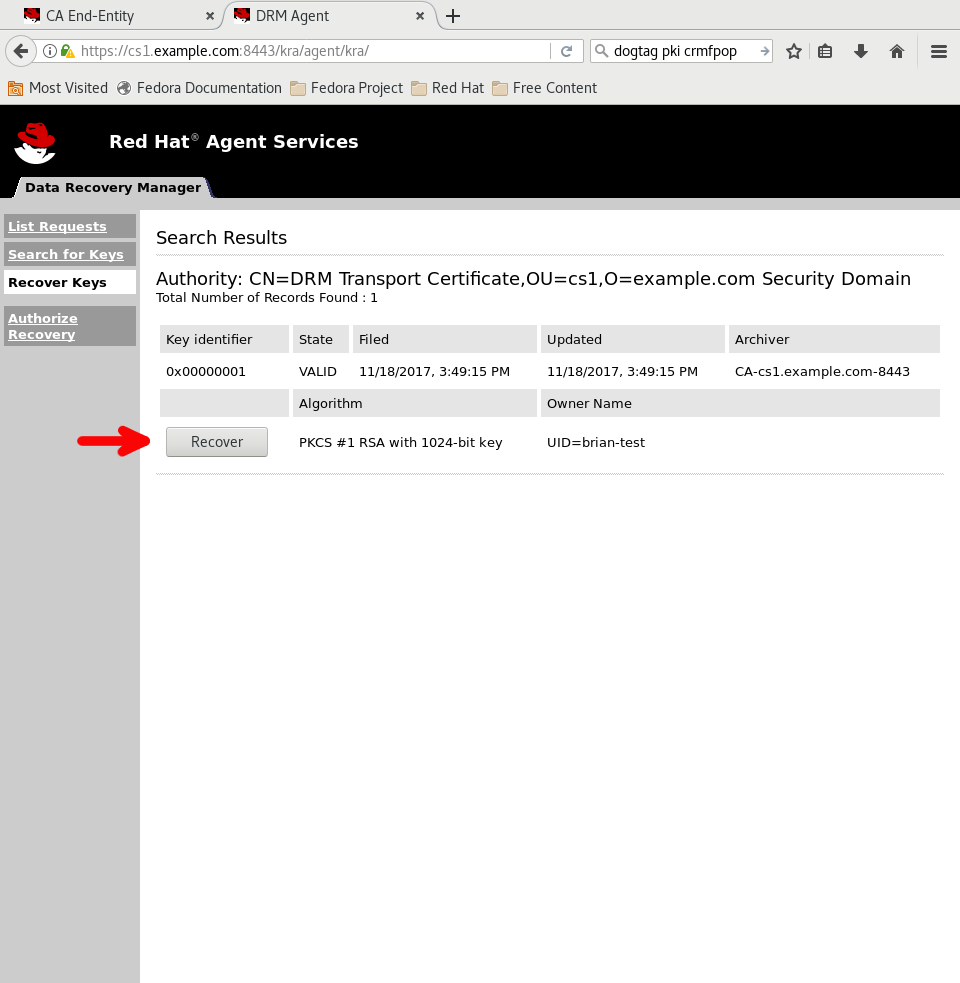 CA End-Entity
DRM Agent
https://cs1.example.com:8443/kra/agent/kra/
dogtag pki crmfpop
Most Visited
Fedora Documentation
Fedora Project
Red Hat
Free Content
Red Hat® Agent Services
Data Recovery Manager
List Requests
Search for Keys
Recover Keys
Authorize
Recovery
Search Results
Authority: CN=DRM Transport Certificate,OU=cs1,O=example.com Security Domain
Total Number of Records Found : 1
Key identifier State Filed Updated Archiver
0x00000001 VALID 11/18/2017, 3:49:15 PM 11/18/2017, 3:49:15 PM CA-cs1.example.com-8443
Algorithm Owner Name
Recover PKCS #1 RSA with 1024-bit key UID=brian-test